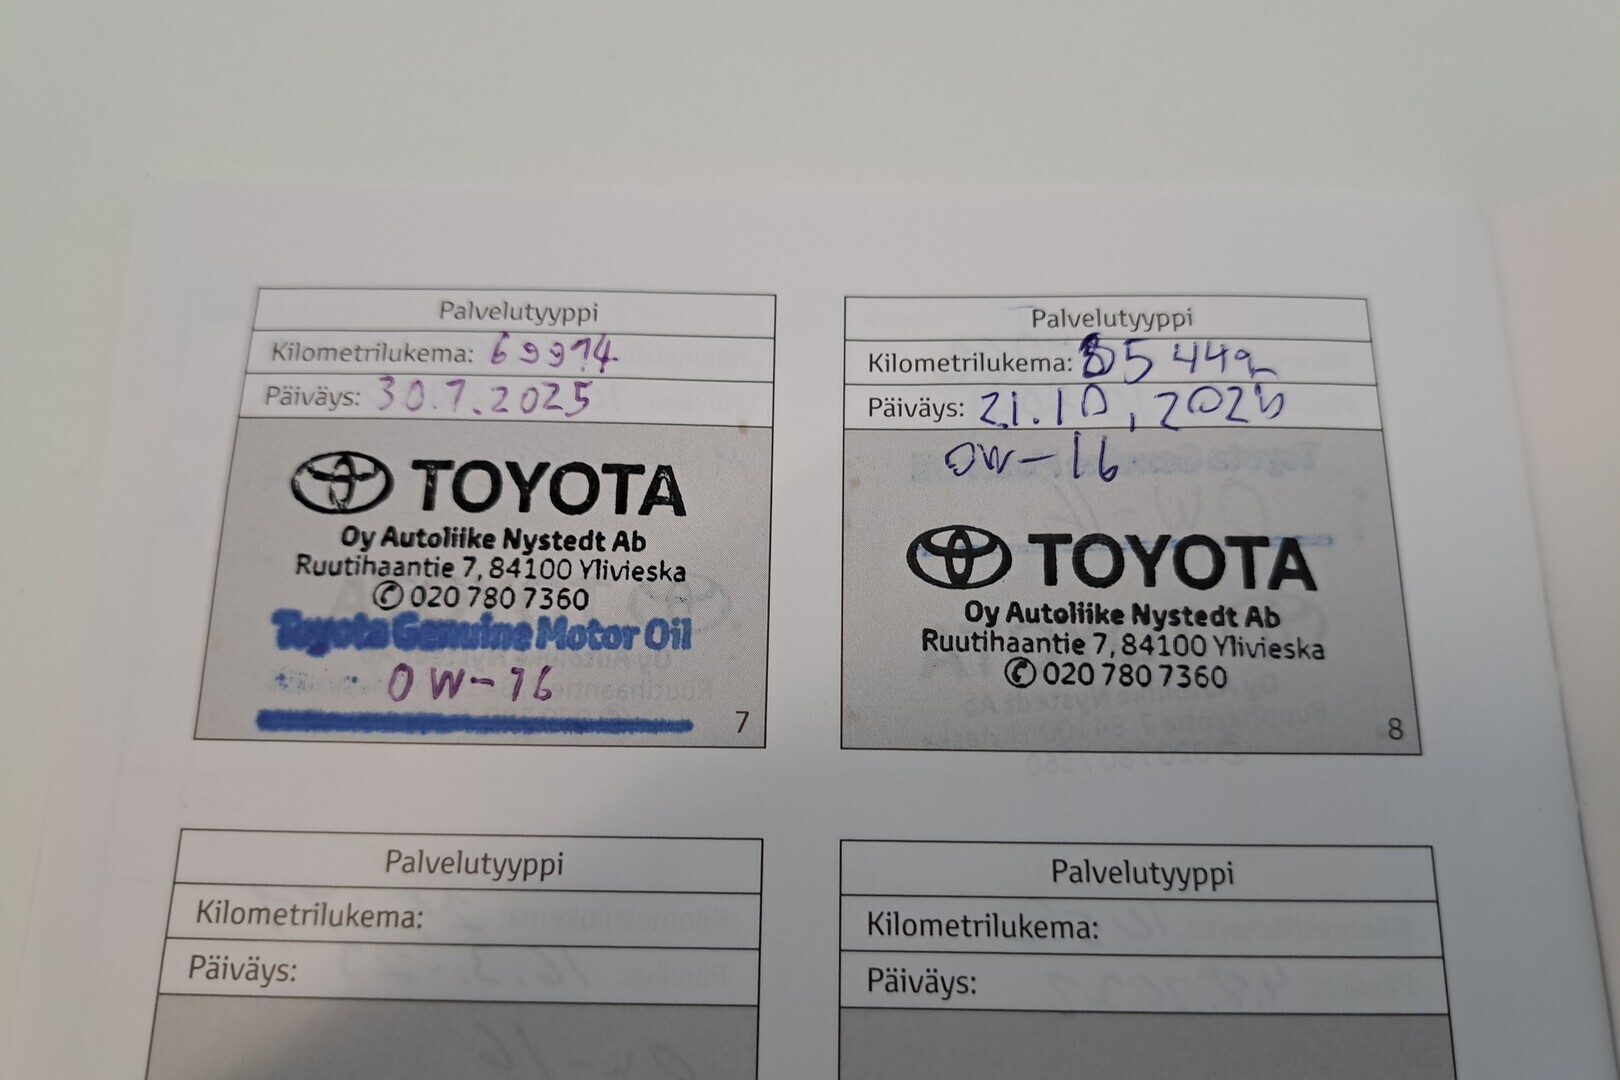 Palvelutyyppi
Kilometrilukema: 69974
Päiväys: 30.7.2025
TOYOTA
Oy Autoliike Nystedt Ab
Ruutihaantie 7, 84100 Ylivieska
✆ 020 780 7360
Toyota Genuine Motor Oil
0W-16
7
Palvelutyyppi
Kilometrilukema:
Päiväys: 21.10.2025
0W-16
TOYOTA
Oy Autoliike Nystedt Ab
Ruutihaantie 7, 84100 Ylivieska
✆ 020 780 7360
8
Palvelutyyppi
Kilometrilukema:
Päiväys:
Palvelutyyppi
Kilometrilukema:
Päiväys: